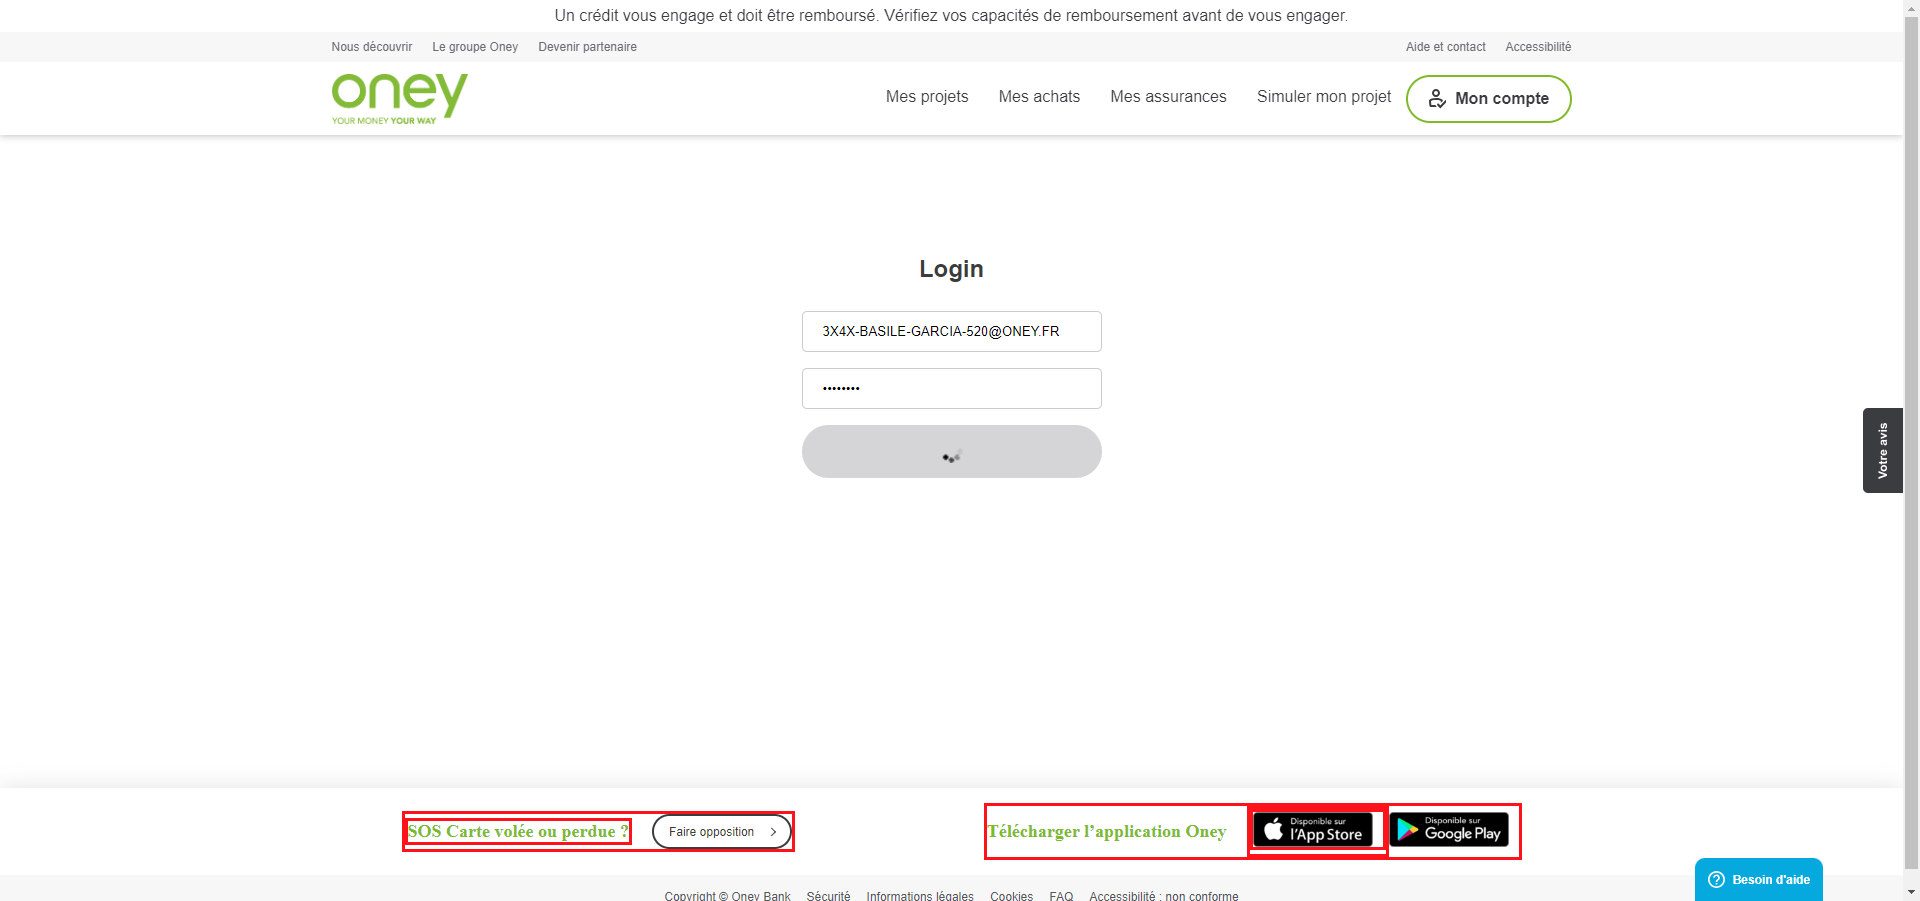 Un crédit vous engage et doit être remboursé. Vérifiez vos capacités de remboursement avant de vous engager.
Nous découvrir Le groupe Oney Devenir partenaire Aide et contact Accessibilité
oney
YOUR MONEY YOUR WAY
Mes projets Mes achats Mes assurances Simuler mon projet Mon compte
Login
3X4X-BASILE-GARCIA-520@ONEY.FR
••••••••
Votre avis
SOS Carte volée ou perdue ? Faire opposition
Télécharger l’application Oney
Disponible sur
l'App Store
Disponible sur
Google Play
Besoin d'aide
Copyright © Oney Bank Sécurité Informations légales Cookies FAQ Accessibilité : non conforme